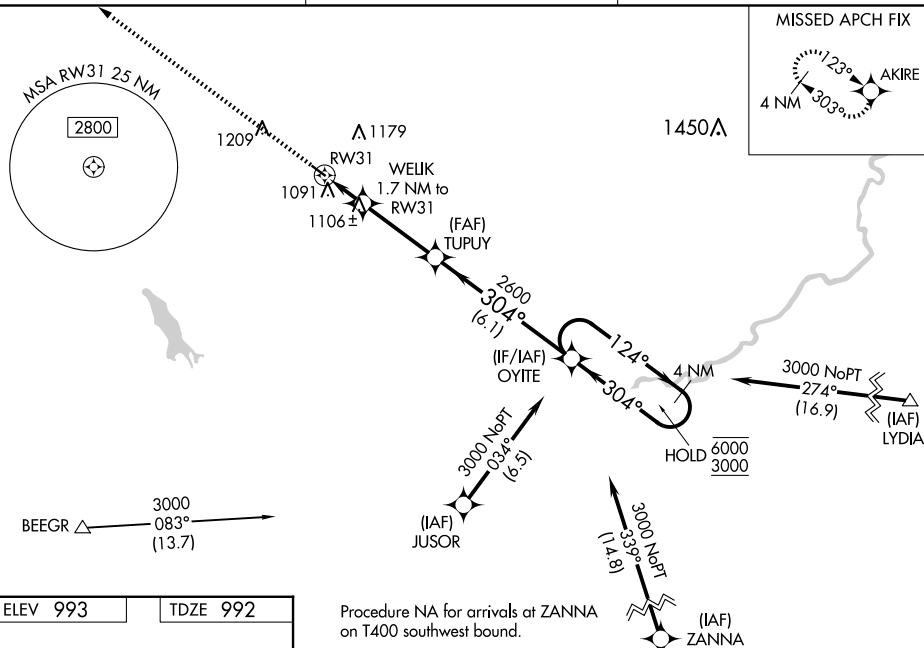 MISSED APCH FIX
123°
AKIRE
4 NM
303°
MSA RW31 25 NM
2800
1209
1179
1450
RW31
WELIK
1.7 NM to
RW31
1091
1106±
(FAF)
TUPUY
2600
304°
(6.1)
(IF/IAF)
OYITE
124°
4 NM
304°
HOLD 6000
3000
3000 NoPT
274°
(16.9)
(IAF)
LYDIA
3000 NoPT
034°
(6.5)
(IAF)
JUSOR
BEEGR
3000
083°
(13.7)
3000 NoPT
339°
(14.8)
(IAF)
ZANNA
ELEV 993
TDZE 992
Procedure NA for arrivals at ZANNA
on T400 southwest bound.